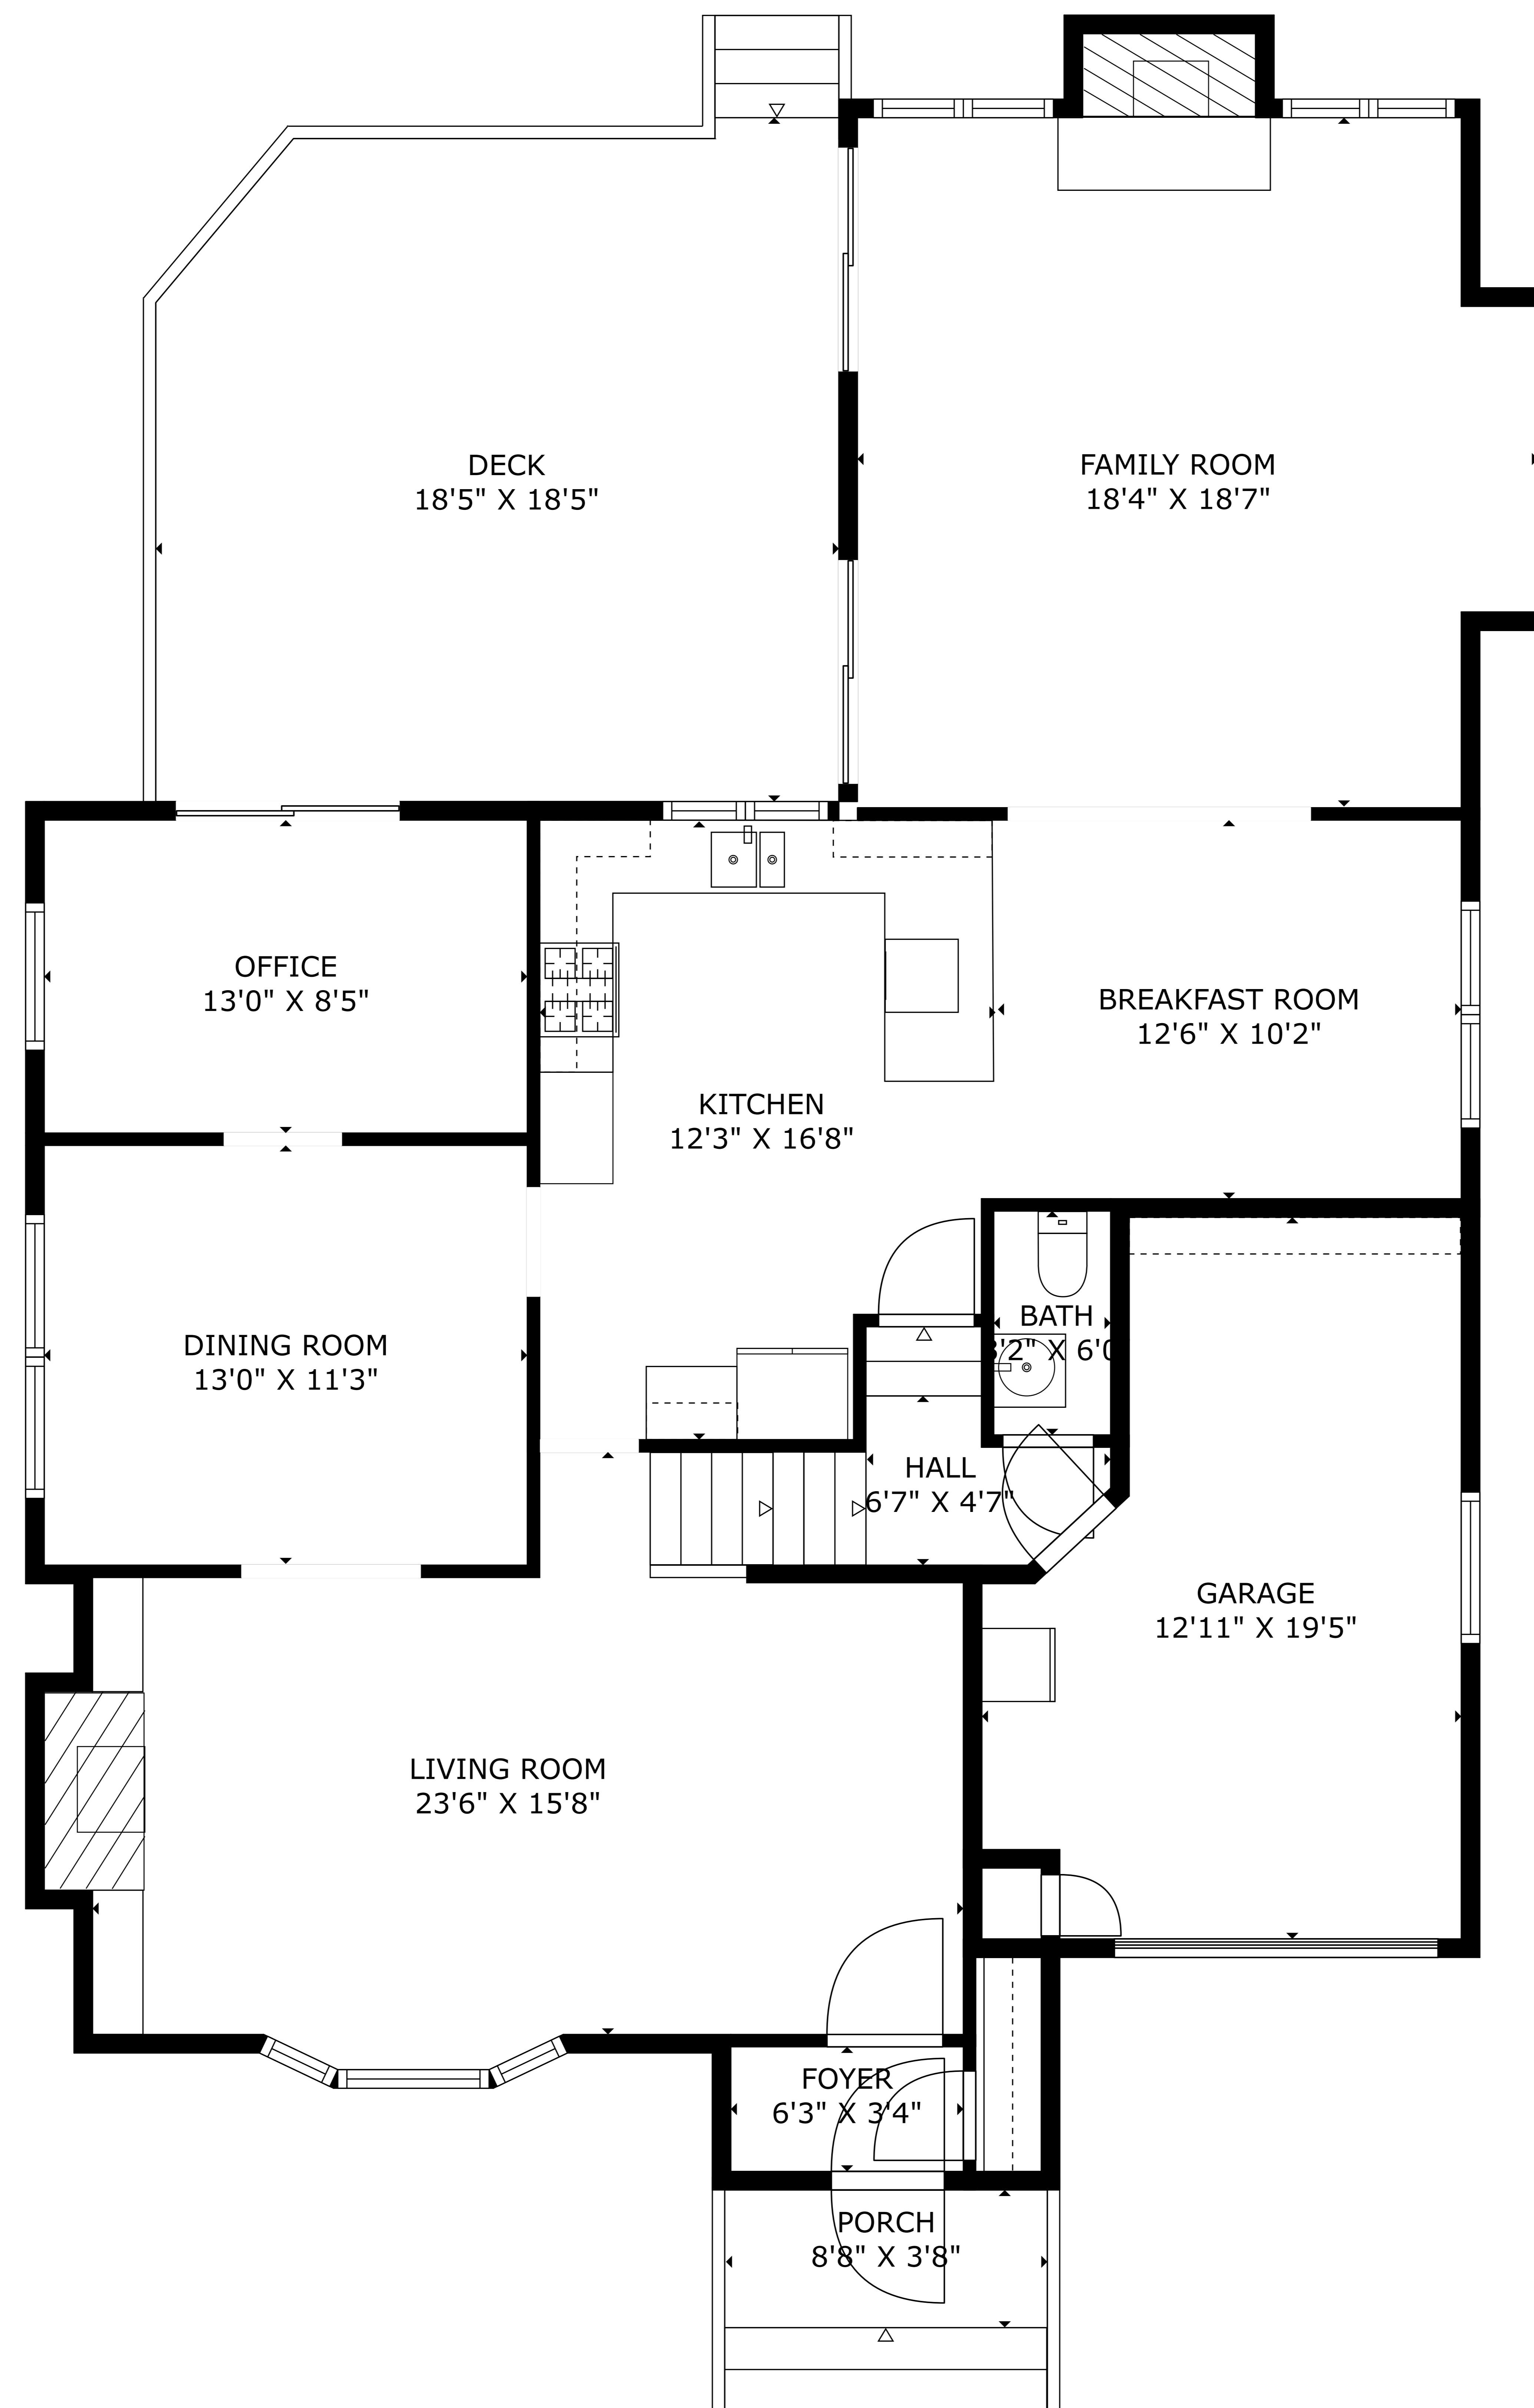 DECK
18'5" X 18'5"
FAMILY ROOM
18'4" X 18'7"
OFFICE
13'0" X 8'5"
BREAKFAST ROOM
12'6" X 10'2"
KITCHEN
12'3" X 16'8"
BATH
'2" X 6'0
DINING ROOM
13'0" X 11'3"
HALL
6'7" X 4'7"
GARAGE
12'11" X 19'5"
LIVING ROOM
23'6" X 15'8"
FOYER
6'3" X 3'4"
PORCH
8'8" X 3'8"